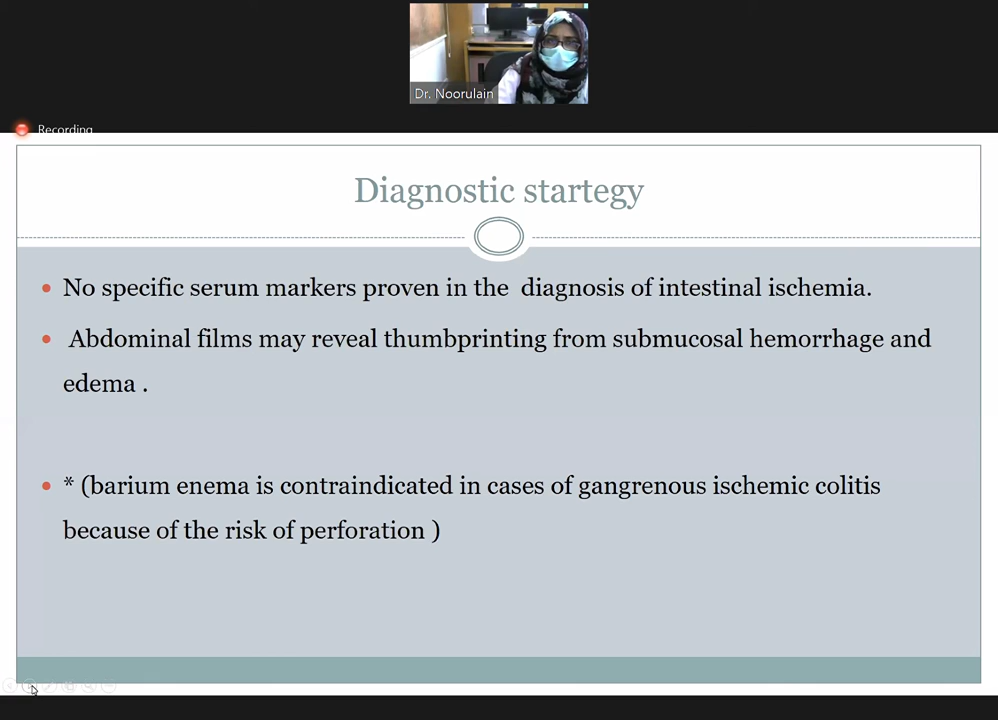 Dr. Noorulain
Recording
Diagnostic startegy
No specific serum markers proven in the diagnosis of intestinal ischemia.
Abdominal films may reveal thumbprinting from submucosal hemorrhage and
edema .
* (barium enema is contraindicated in cases of gangrenous ischemic colitis
because of the risk of perforation )